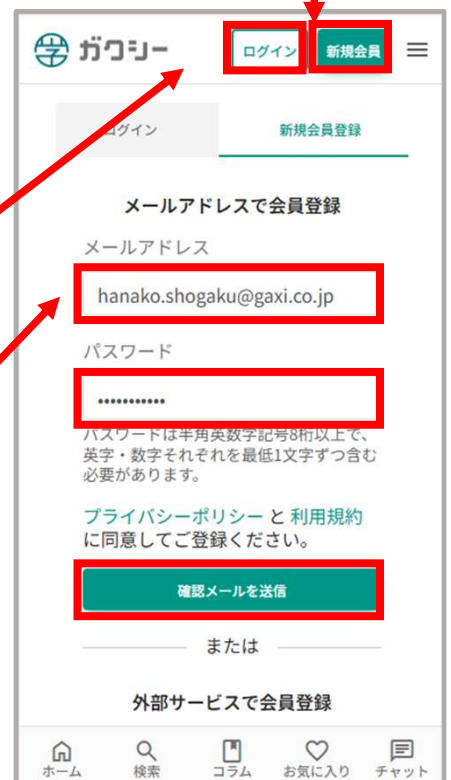 ガクシー
ログイン
新規会員
ログイン
新規会員登録
メールアドレスで会員登録
メールアドレス
hanako.shogaku@gaxi.co.jp
パスワード
•••••••••••
パスワードは半角英数字記号8桁以上で、
英字・数字それぞれを最低1文字ずつ含む
必要があります。
プライバシーポリシー と 利用規約
に同意してご登録ください。
確認メールを送信
または
外部サービスで会員登録
ホーム
検索
コラム
お気に入り
チャット